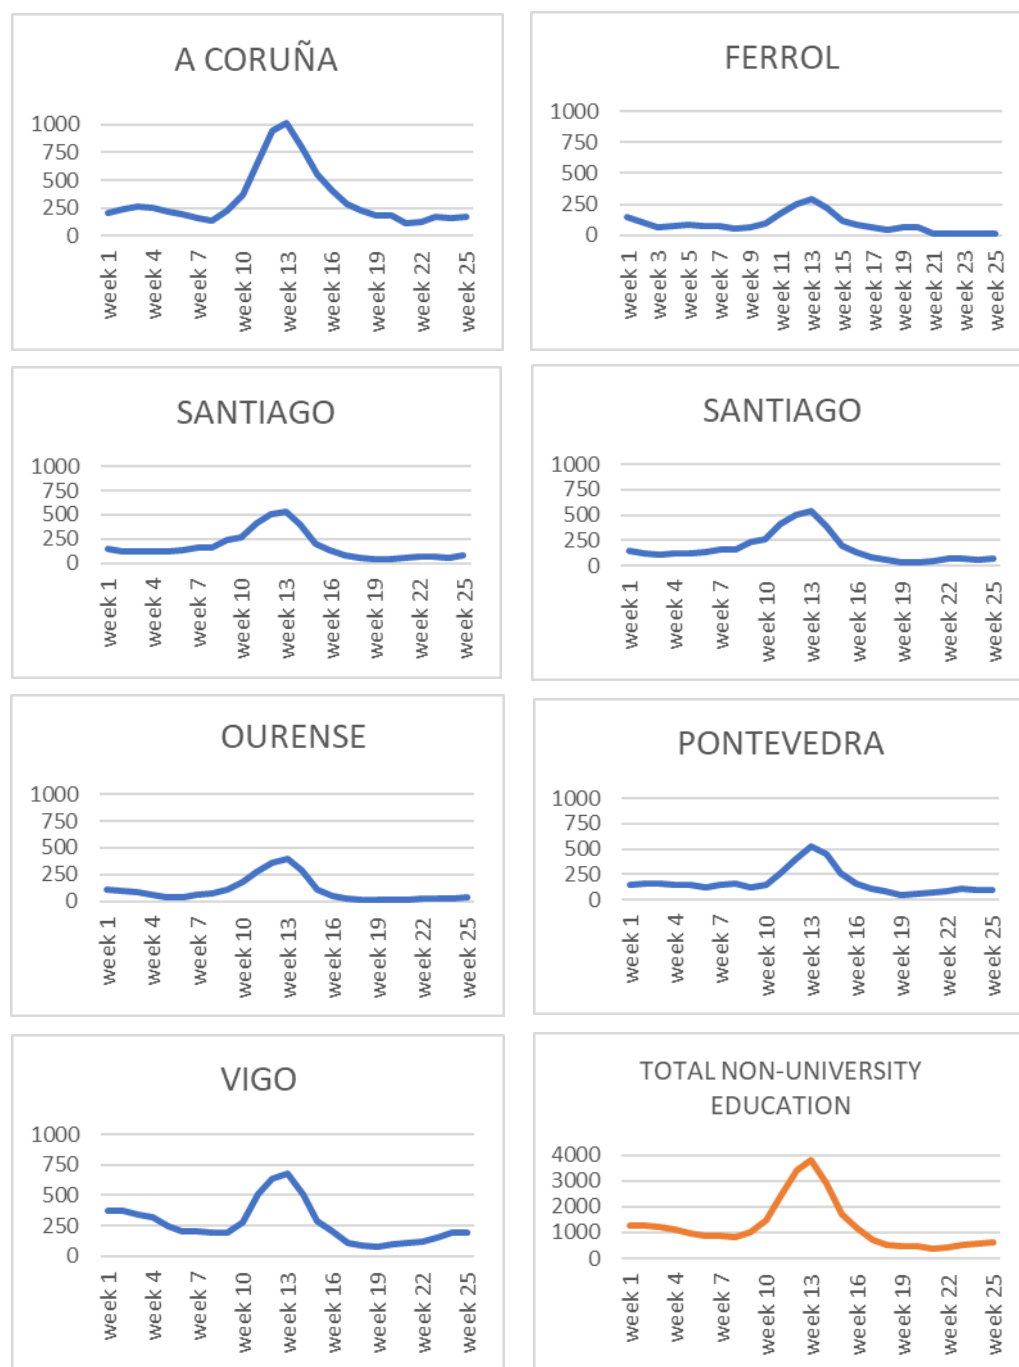 A CORUÑA
1000
750
500
250
0
week 1
week 4
week 7
week 10
week 13
week 16
week 19
week 22
week 25
FERROL
1000
750
500
250
0
week 1
week 3
week 5
week 7
week 9
week 11
week 13
week 15
week 17
week 19
week 21
week 23
week 25
SANTIAGO
1000
750
500
250
0
week 1
week 4
week 7
week 10
week 13
week 16
week 19
week 22
week 25
SANTIAGO
1000
750
500
250
0
week 1
week 4
week 7
week 10
week 13
week 16
week 19
week 22
week 25
OURENSE
1000
750
500
250
0
week 1
week 4
week 7
week 10
week 13
week 16
week 19
week 22
week 25
PONTEVEDRA
1000
750
500
250
0
week 1
week 4
week 7
week 10
week 13
week 16
week 19
week 22
week 25
VIGO
1000
750
500
250
0
week 1
week 4
week 7
week 10
week 13
week 16
week 19
week 22
week 25
TOTAL NON-UNIVERSITY
EDUCATION
4000
3000
2000
1000
0
week 1
week 4
week 7
week 10
week 13
week 16
week 19
week 22
week 25